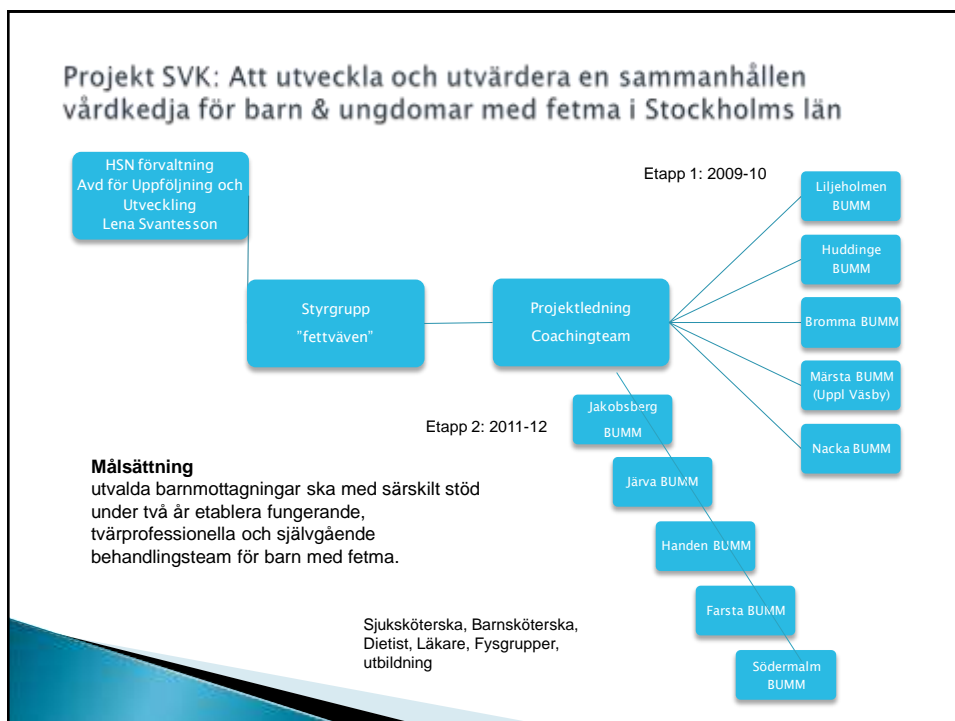 Projekt SVK: Att utveckla och utvärdera en sammanhållen
vårdkedja för barn & ungdomar med fetma i Stockholms län
HSN förvaltning
Avd för Uppföljning och
Utveckling
Lena Svantesson
Styrgrupp
"fettväven"
Projektledning
Coachingteam
Etapp 1: 2009-10
Liljeholmen
BUMM
Huddinge
BUMM
Bromma BUMM
Märsta BUMM
(Uppl Väsby)
Nacka BUMM
Etapp 2: 2011-12
Jakobsberg
BUMM
Järva BUMM
Handen BUMM
Farsta BUMM
Södermalm
BUMM
Målsättning
utvalda barnmottagningar ska med särskilt stöd
under två år etablera fungerande,
tvärprofessionella och självgående
behandlingsteam för barn med fetma.
Sjuksköterska, Barnsköterska,
Dietist, Läkare, Fysgrupper,
utbildning